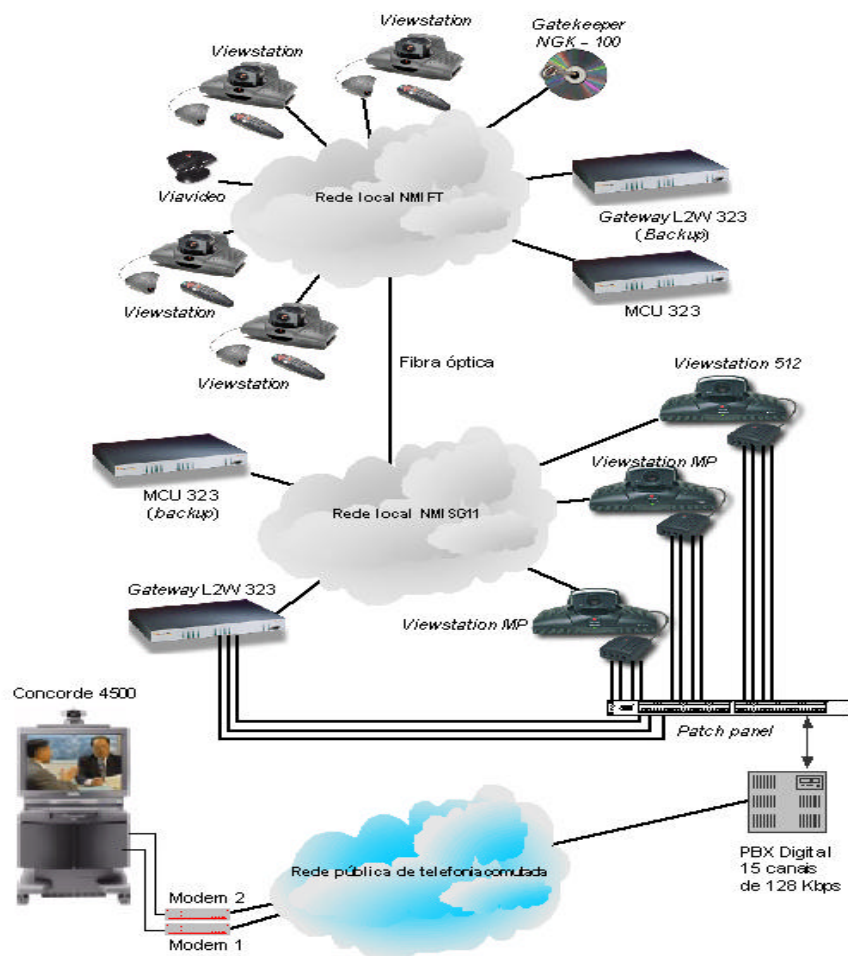 Gatekeeper
NGK - 100
Viewstation
Viewstation
Viavideo
Rede local NMIFT
Gateway L2W 323
(Backup)
Viewstation
MCU 323
Viewstation
Fibra óptica
Viewstation 512
MCU 323
(backup)
Viewstation MP
Rede local NMISG11
Gateway L2W 323
Viewstation MP
Concorde 4500
Patch panel
PBX Digital
15 canais
de 128 Kbps
Rede pública de telefonia comutada
Modem 2
Modem 1